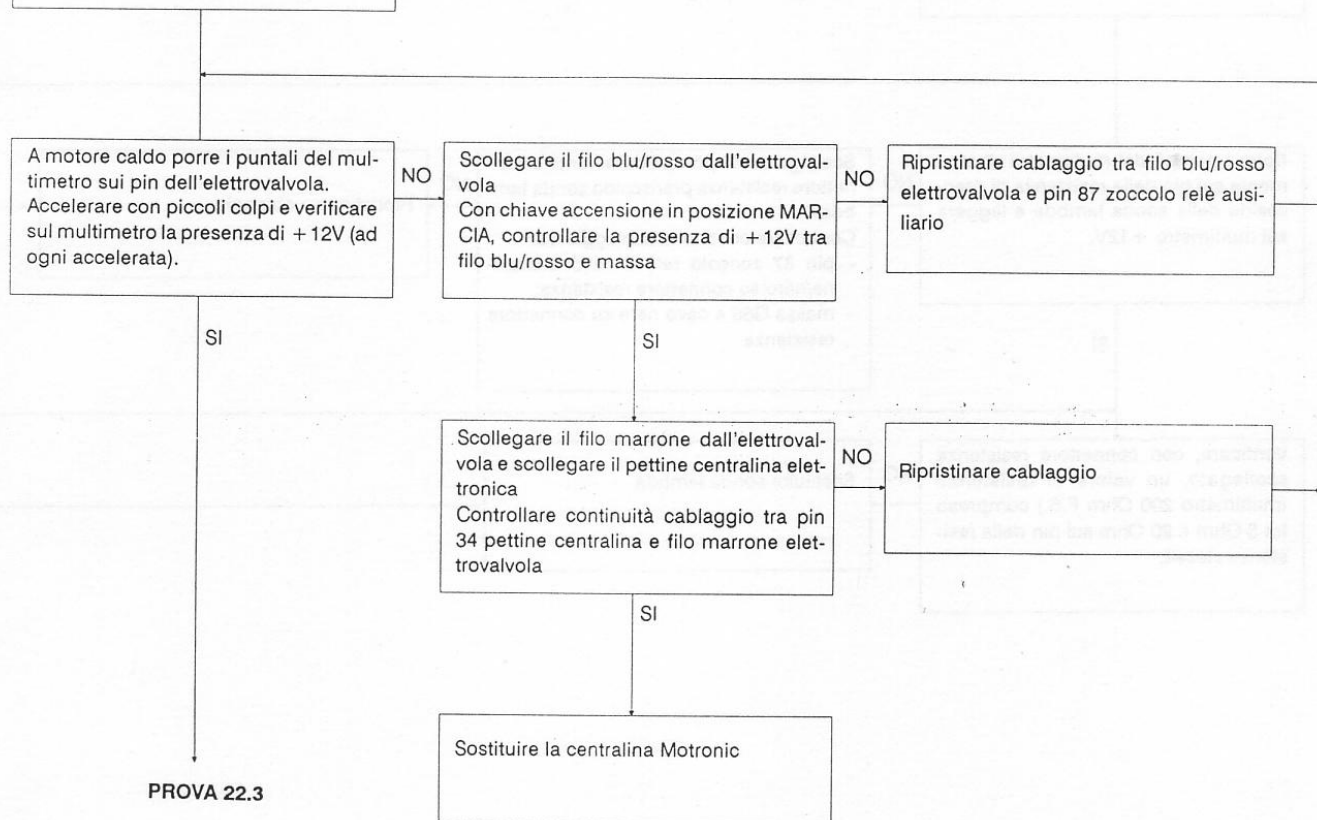 A motore caldo porre i puntali del mul-
timetro sui pin dell'elettrovalvola.
Accelerare con piccoli colpi e verificare
sul multimetro la presenza di +12V (ad
ogni accelerata).
NO
Scollegare il filo blu/rosso dall'elettroval-
vola
Con chiave accensione in posizione MAR-
CIA, controllare la presenza di +12V tra
filo blu/rosso e massa
NO
Ripristinare cablaggio tra filo blu/rosso
elettrovalvola e pin 87 zoccolo relè ausi-
liario
SI
SI
Scollegare il filo marrone dall'elettroval-
vola e scollegare il pettine centralina elet-
tronica
Controllare continuità cablaggio tra pin
34 pettine centralina e filo marrone elet-
trovalvola
NO
Ripristinare cablaggio
SI
Sostituire la centralina Motronic
PROVA 22.3